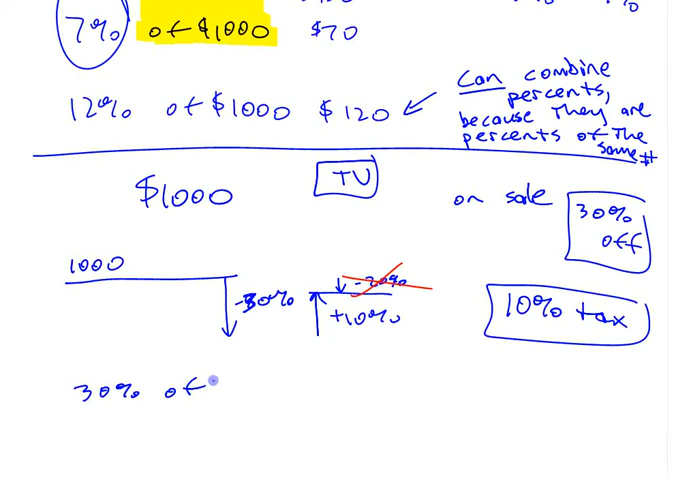 7% of $1000 $70
12% of $1000 $120
Can combine
percents,
because they are
percents of the
same #
$1000
TV
on sale
30%
off
1000
-30%
-20%
+10%
10% tax
30% of